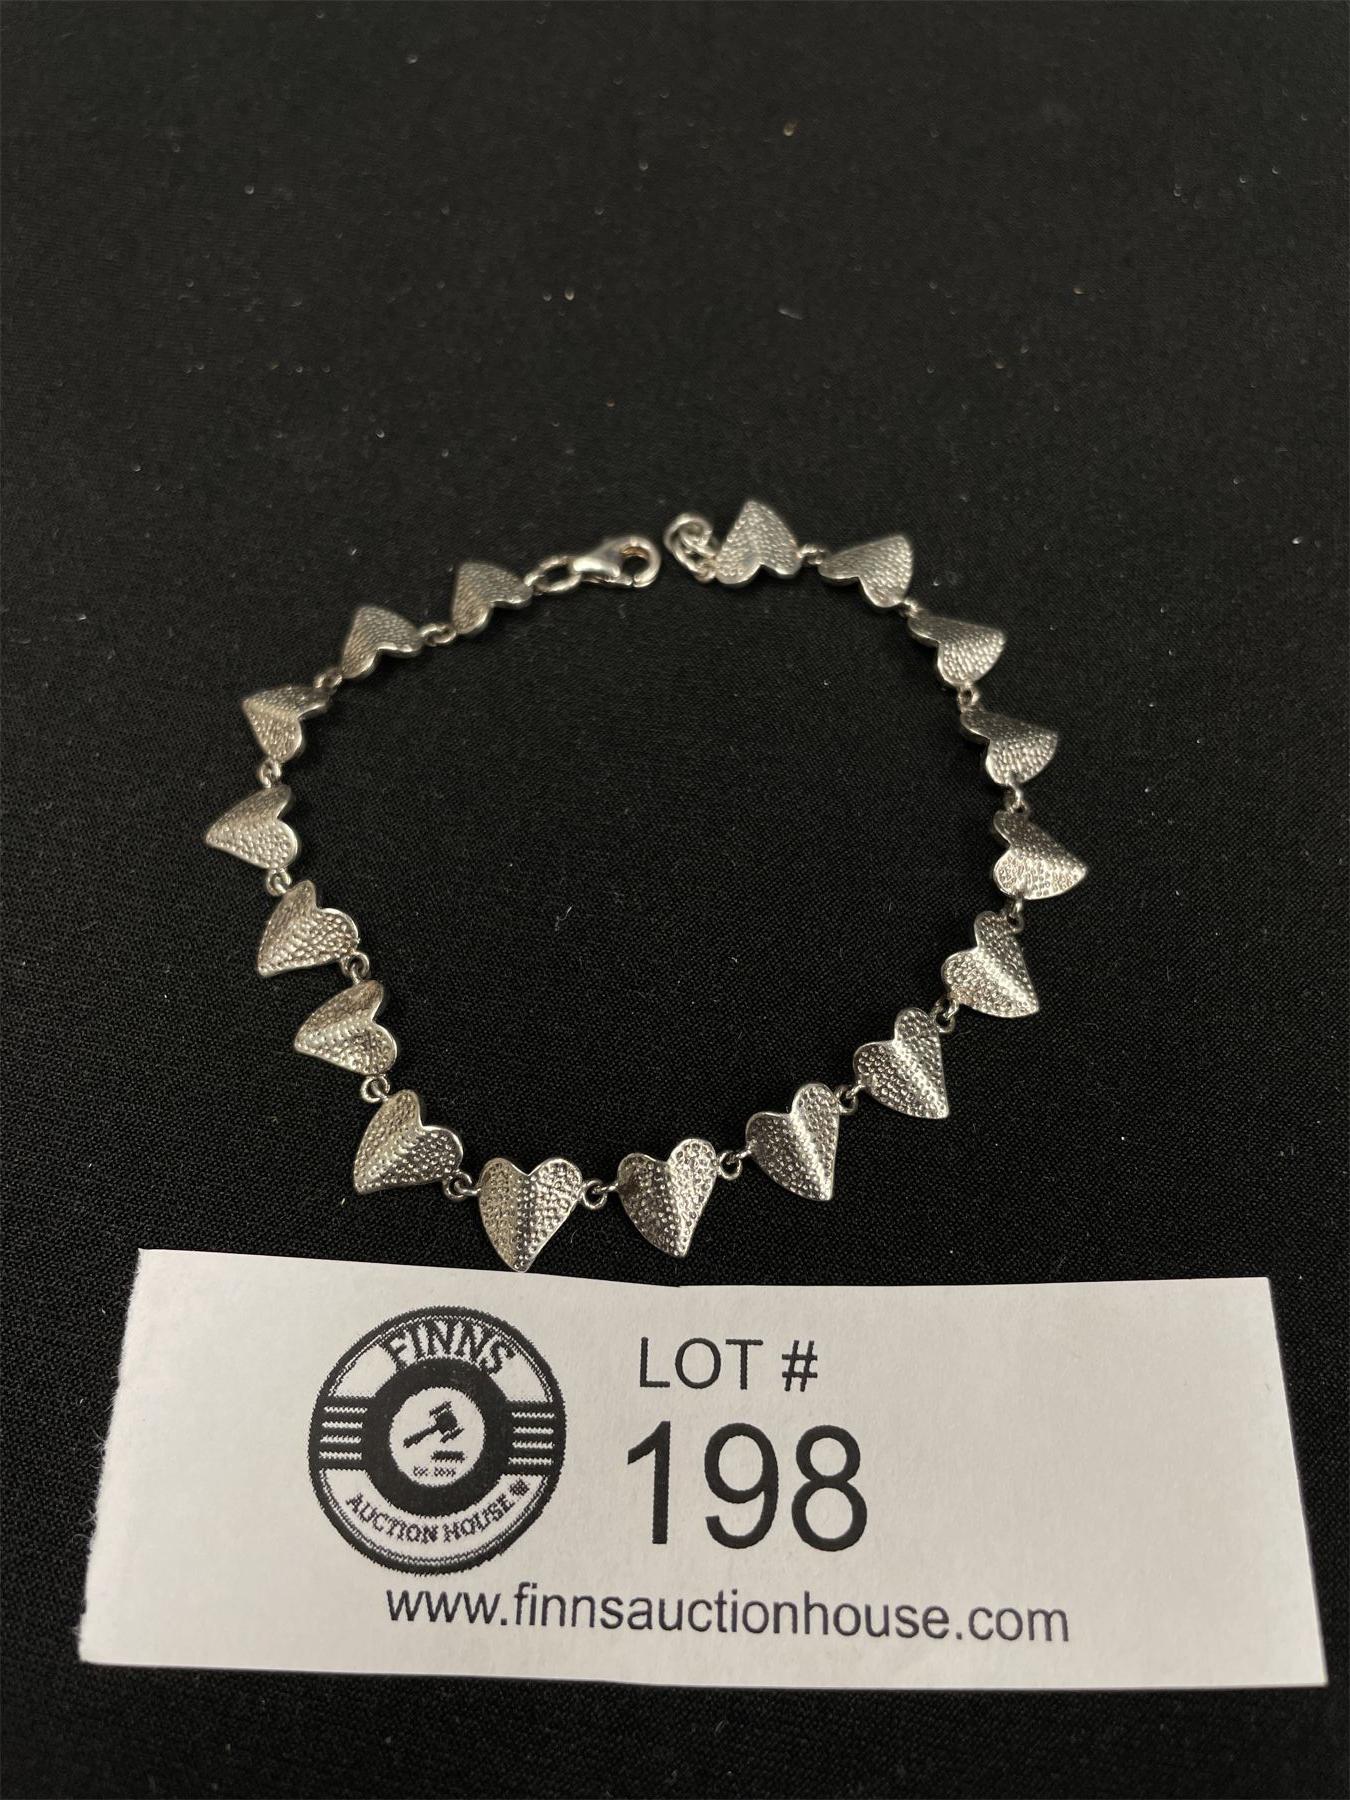 FINNS
AUCTION HOUSE
LOT #
198
www.finnsauctionhouse.com